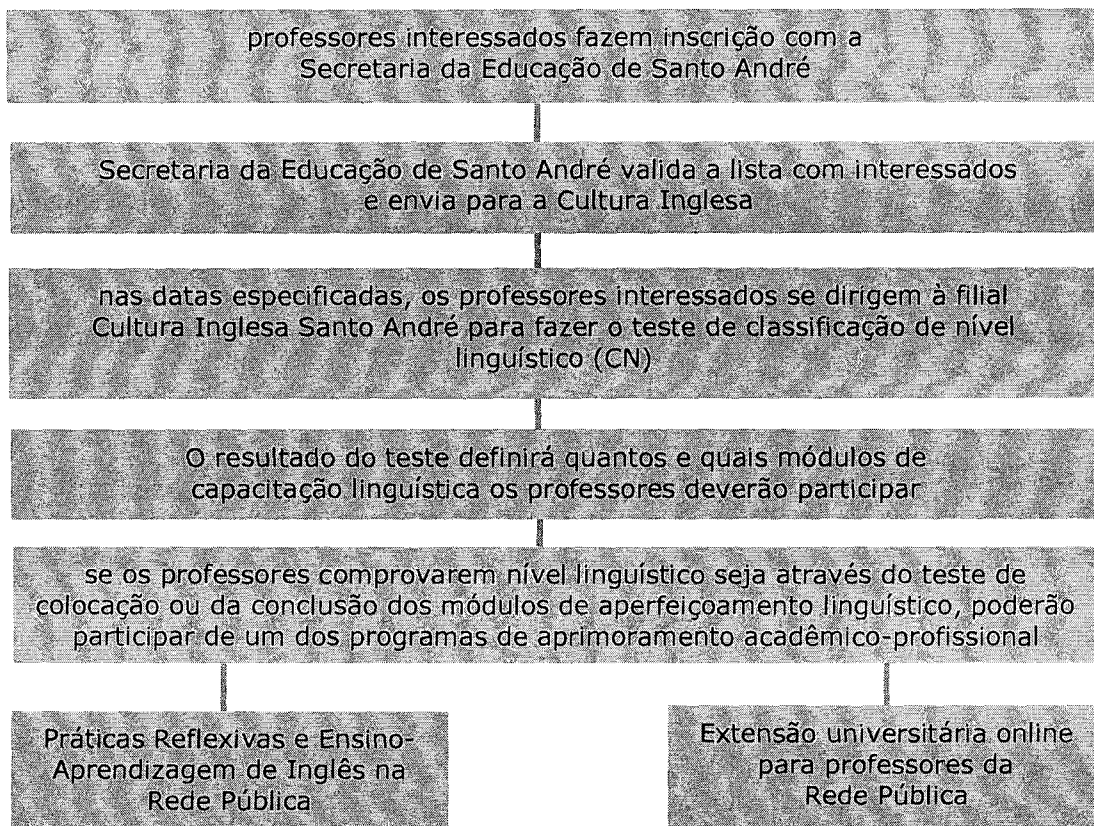 professores interessados fazem inscrição com a
Secretaria da Educação de Santo André
Secretaria da Educação de Santo André valida a lista com interessados
e envia para a Cultura Inglesa
nas datas especificadas, os professores interessados se dirigem à filial
Cultura Inglesa Santo André para fazer o teste de classificação de nível
linguístico (CN)
O resultado do teste definirá quantos e quais módulos de
capacitação linguística os professores deverão participar
se os professores comprovarem nível linguístico seja através do teste de
colocação ou da conclusão dos módulos de aperfeiçoamento linguístico, poderão
participar de um dos programas de aprimoramento acadêmico-profissional
Práticas Reflexivas e Ensino-
Aprendizagem de Inglês na
Rede Pública
Extensão universitária online
para professores da
Rede Pública